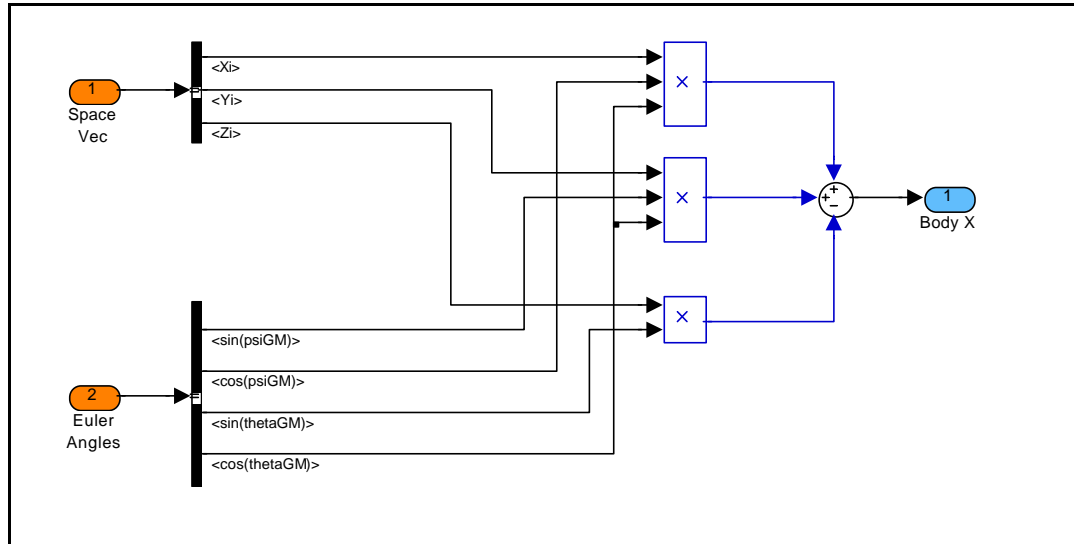 1
Space
Vec
<Xi>
<Yi>
<Zi>
×
×
×
+
+
−
1
Body X
2
Euler
Angles
<sin(psiGM)>
<cos(psiGM)>
<sin(thetaGM)>
<cos(thetaGM)>